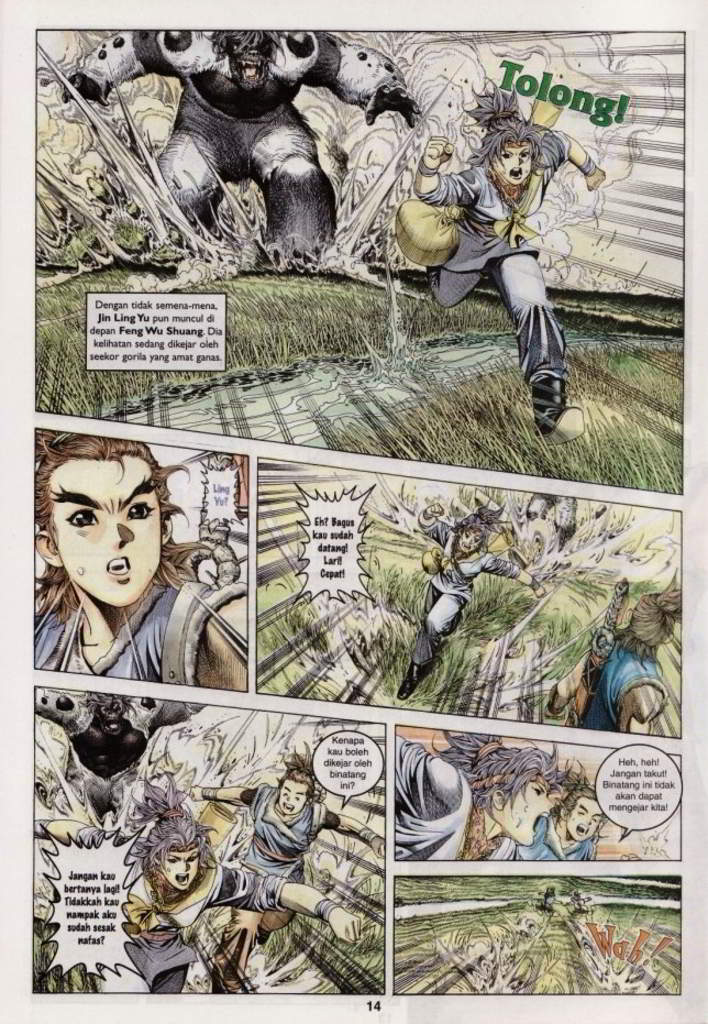 Tolong!
Dengan tidak semena-mena,
Jin Ling Yu pun muncul di
depan Feng Wu Shuang. Dia
kelihatan sedang dikejar oleh
seekor gorila yang amat ganas.
Ling
Yu?
Eh? Bagus
kau sudah
datang!
Lari!!
Cepat!
Kenapa
kau boleh
dikejar oleh
binatang
ini?
Jangan kau
bertanya lagi!!
Tidakkah kau
nampak aku
sudah sesak
nafas?
Heh, heh!
Jangan takut!
Binatang ini tidak
akan dapat
mengejar kita!
Wah!
14